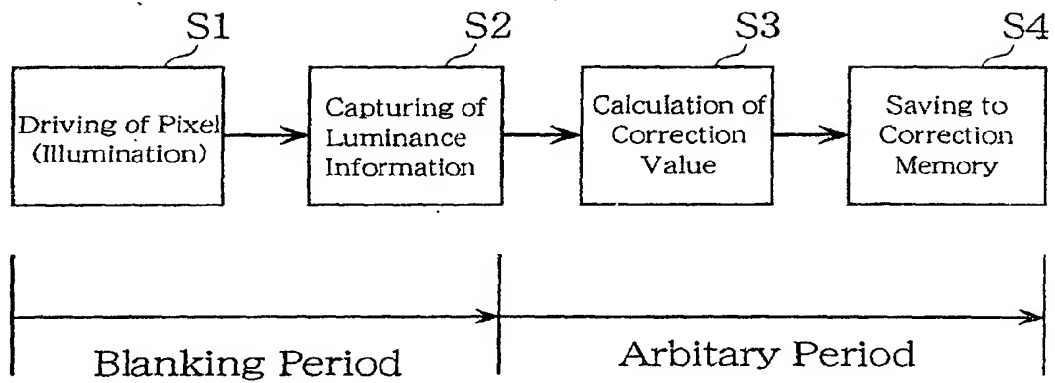 S1
S2
S3
S4
Driving of Pixel
(Illumination)
Capturing of
Luminance
Information
Calculation of
Correction
Value
Saving to
Correction
Memory
Blanking Period
Arbitary Period